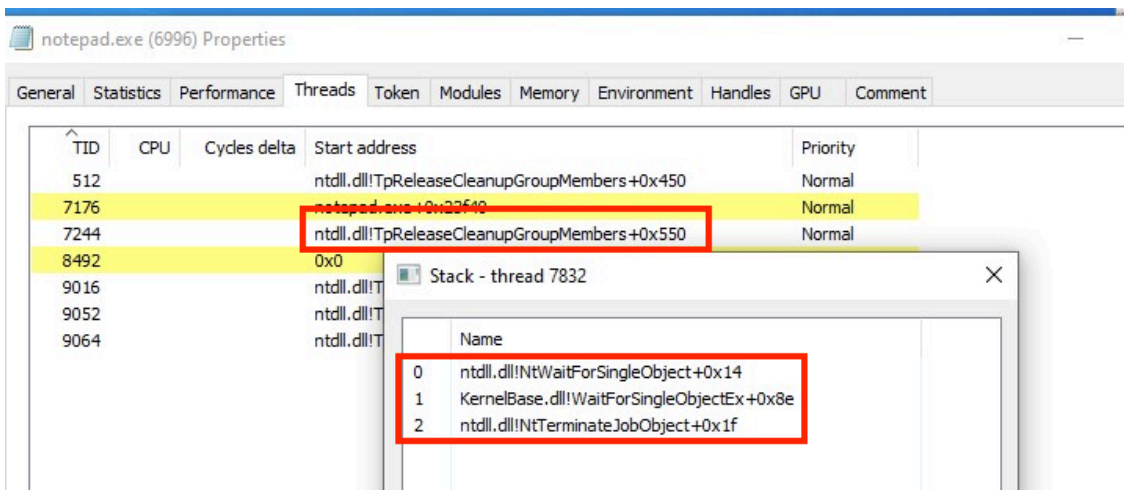 notepad.exe (6996) Properties
General Statistics Performance Threads Token Modules Memory Environment Handles GPU Comment
TID CPU Cycles delta Start address Priority
512 ntdll.dll!TpReleaseCleanupGroupMembers+0x450 Normal
7176 notepad.exe+0x23f40 Normal
7244 ntdll.dll!TpReleaseCleanupGroupMembers+0x550 Normal
8492 0x0
Stack - thread 7832
9016 ntdll.dll!T
9052 ntdll.dll!T
9064 ntdll.dll!T
Name
0 ntdll.dll!NtWaitForSingleObject+0x14
1 KernelBase.dll!WaitForSingleObjectEx+0x8e
2 ntdll.dll!NtTerminateJobObject+0x1f